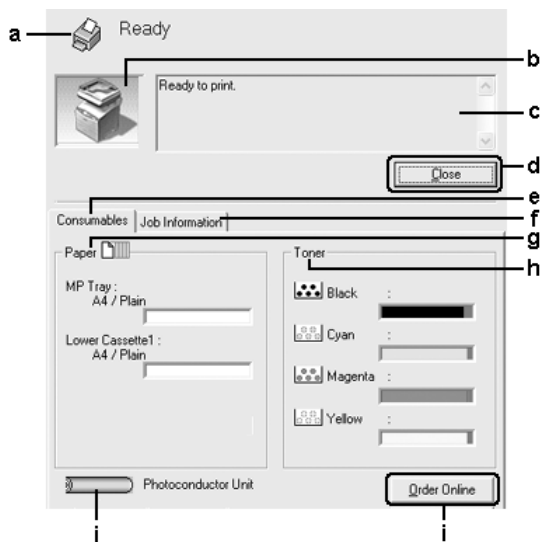 a
Ready
b
Ready to print.
c
d
Close
e
Consumables
Job Information
f
Paper
g
Toner
h
MP Tray :
A4 / Plain
Lower Cassette1 :
A4 / Plain
Black :
Cyan :
Magenta :
Yellow :
Photoconductor Unit
Order Online
i
i